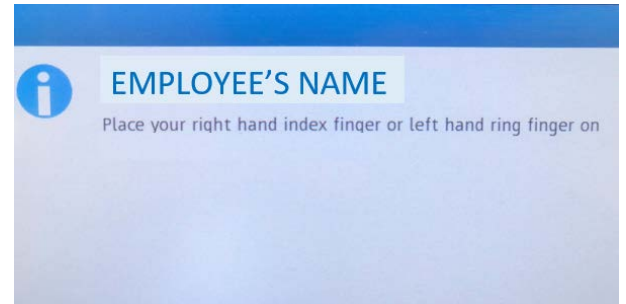 EMPLOYEE’S NAME
Place your right hand index finger or left hand ring finger on